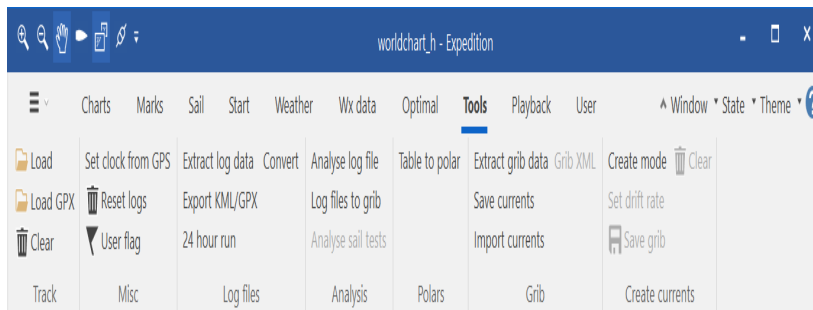 worldchart_h - Expedition
Charts Marks Sail Start Weather Wx data Optimal Tools Playback User Window State Theme ?
Load Set clock from GPS Extract log data Convert Analyse log file Table to polar Extract grib data Grib XML Create mode Clear
Load GPX Reset logs Export KML/GPX Log files to grib Save currents Set drift rate
Clear User flag 24 hour run Analyse sail tests Import currents Save grib
Track Misc Log files Analysis Polars Grib Create currents